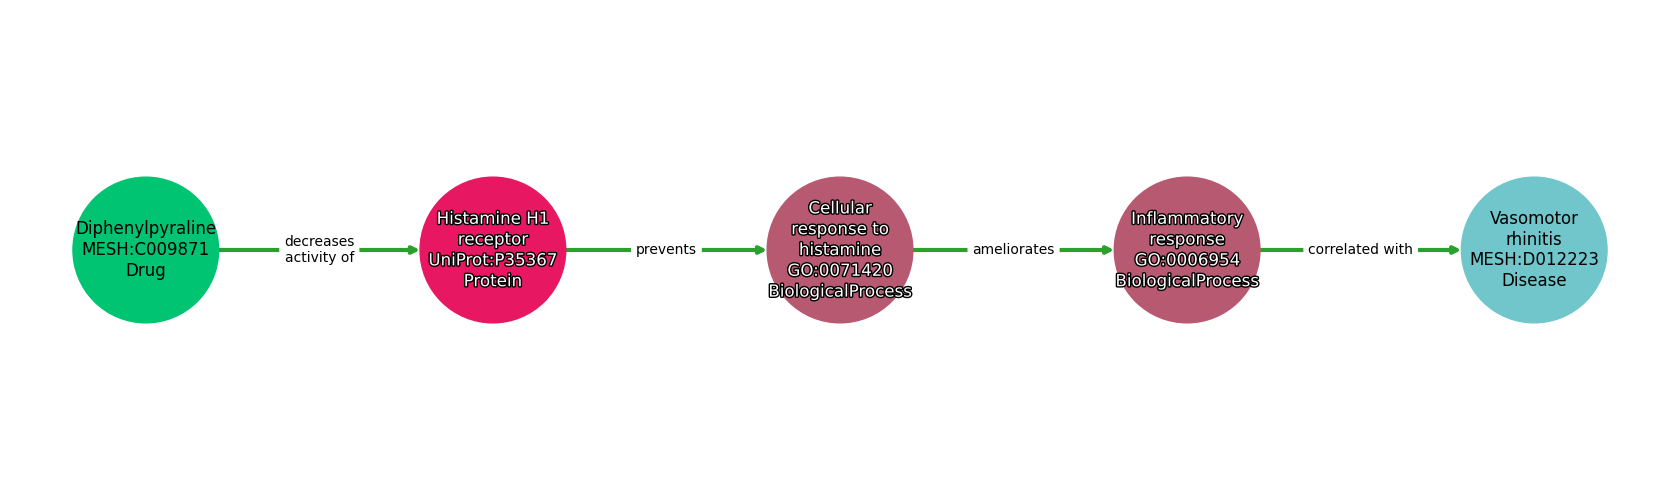 Diphenylpyraline
MESH:C009871
Drug
decreases
activity of
Histamine H1
receptor
UniProt:P35367
Protein
prevents
Cellular
response to
histamine
GO:0071420
BiologicalProcess
ameliorates
Inflammatory
response
GO:0006954
BiologicalProcess
correlated with
Vasomotor
rhinitis
MESH:D012223
Disease